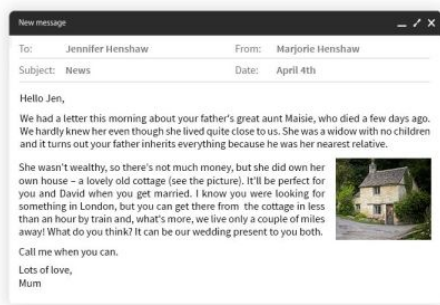 New message
To: Jennifer Henshaw From: Marjorie Henshaw
Subject: News Date: April 4th
Hello Jen,
We had a letter this morning about your father's great aunt Maisie, who died a few days ago.
We hardly knew her even though she lived quite close to us. She was a widow with no children
and it turns out your father inherits everything because he was her nearest relative.
She wasn't wealthy, so there's not much money, but she did own her
own house – a lovely old cottage (see the picture). It'll be perfect for
you and David when you get married. I know you were looking for
something in London, but you can get there from the cottage in less
than an hour by train and, what's more, we live only a couple of miles
away! What do you think? It can be our wedding present to you both.
Call me when you can.
Lots of love,
Mum